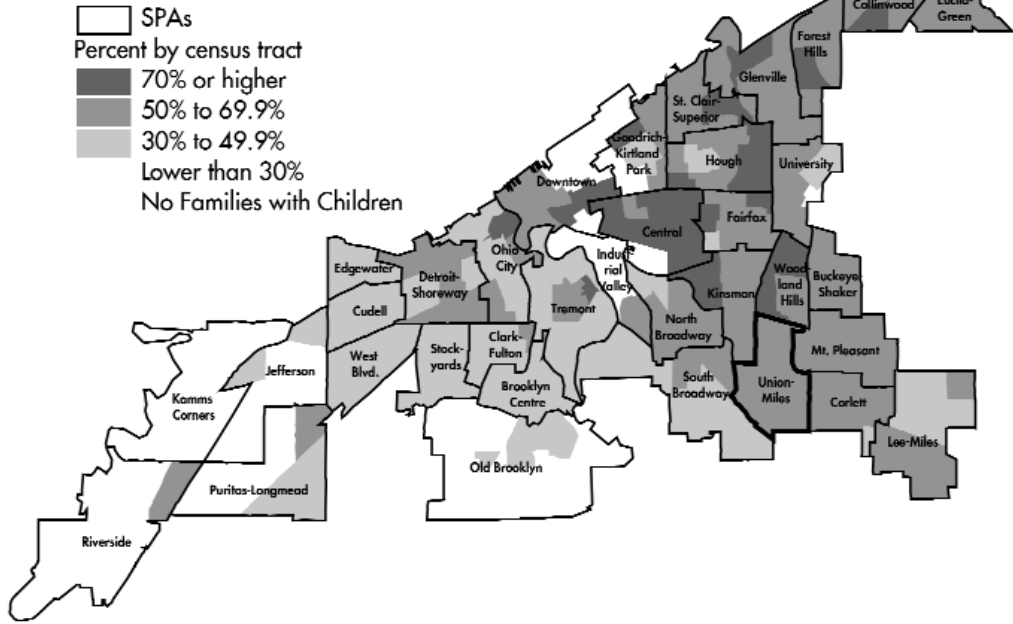 SPAs
Percent by census tract
70% or higher
50% to 69.9%
30% to 49.9%
Lower than 30%
No Families with Children
Collinwood
Green
Forest
Hills
Glenville
St. Clair-
Superior
Goodrich-
Kirtland
Park
Hough
University
Downtown
Fairfax
Central
Ohio
City
Indust-
rial
Valley
Edgewater
Detroit-
Shoreway
Wood-
land
Hills
Buckeye-
Shaker
Kinsman
Cudell
Tremont
North
Broadway
Clark-
Fulton
Stock-
yards
West
Blvd.
Mt. Pleasant
Jefferson
South
Broadway
Union-
Miles
Brooklyn
Centre
Corlett
Kamms
Corners
Lee-Miles
Old Brooklyn
Puritas-Longmead
Riverside